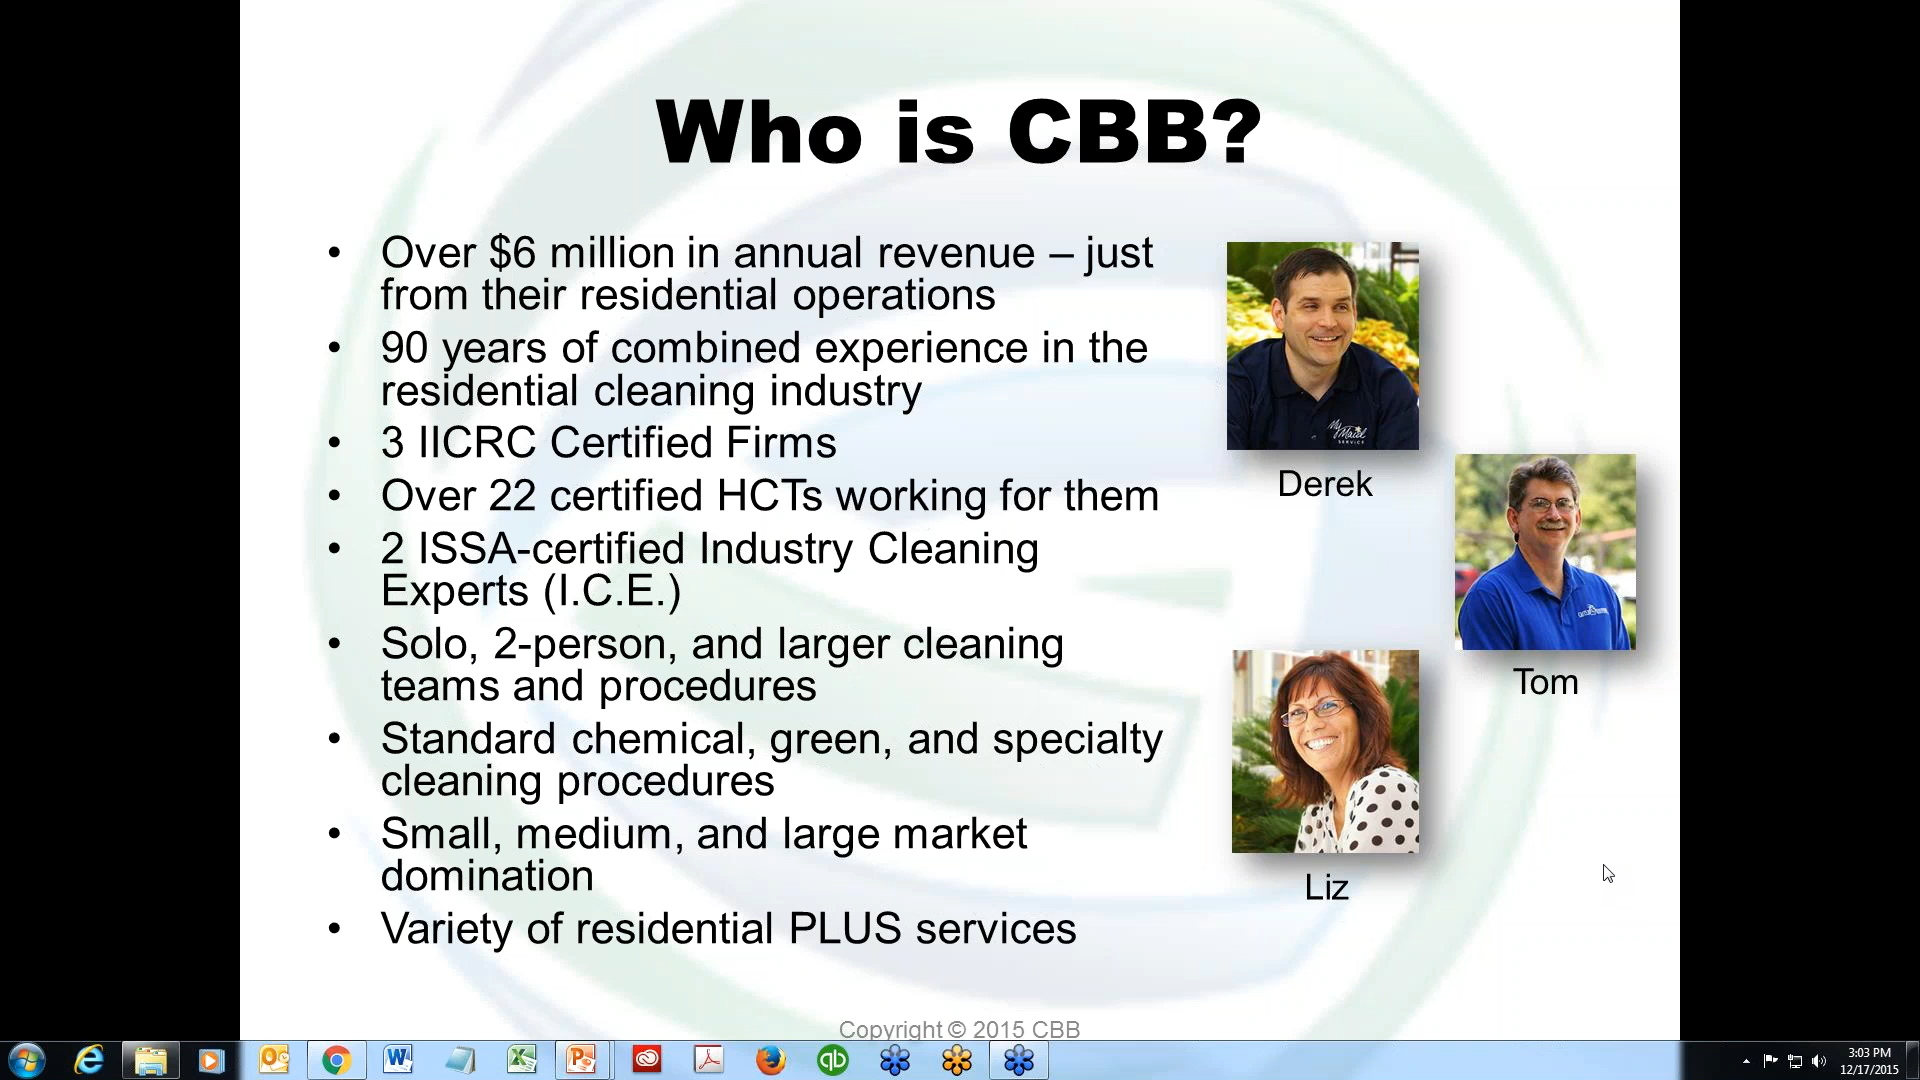 Who is CBB?
• Over $6 million in annual revenue – just
from their residential operations
• 90 years of combined experience in the
residential cleaning industry
• 3 IICRC Certified Firms
• Over 22 certified HCTs working for them
• 2 ISSA-certified Industry Cleaning
Experts (I.C.E.)
• Solo, 2-person, and larger cleaning
teams and procedures
• Standard chemical, green, and specialty
cleaning procedures
• Small, medium, and large market
domination
• Variety of residential PLUS services
My Maid
SERVICE
Derek
Tom
Liz
Copyright © 2015 CBB
3:03 PM
12/17/2015